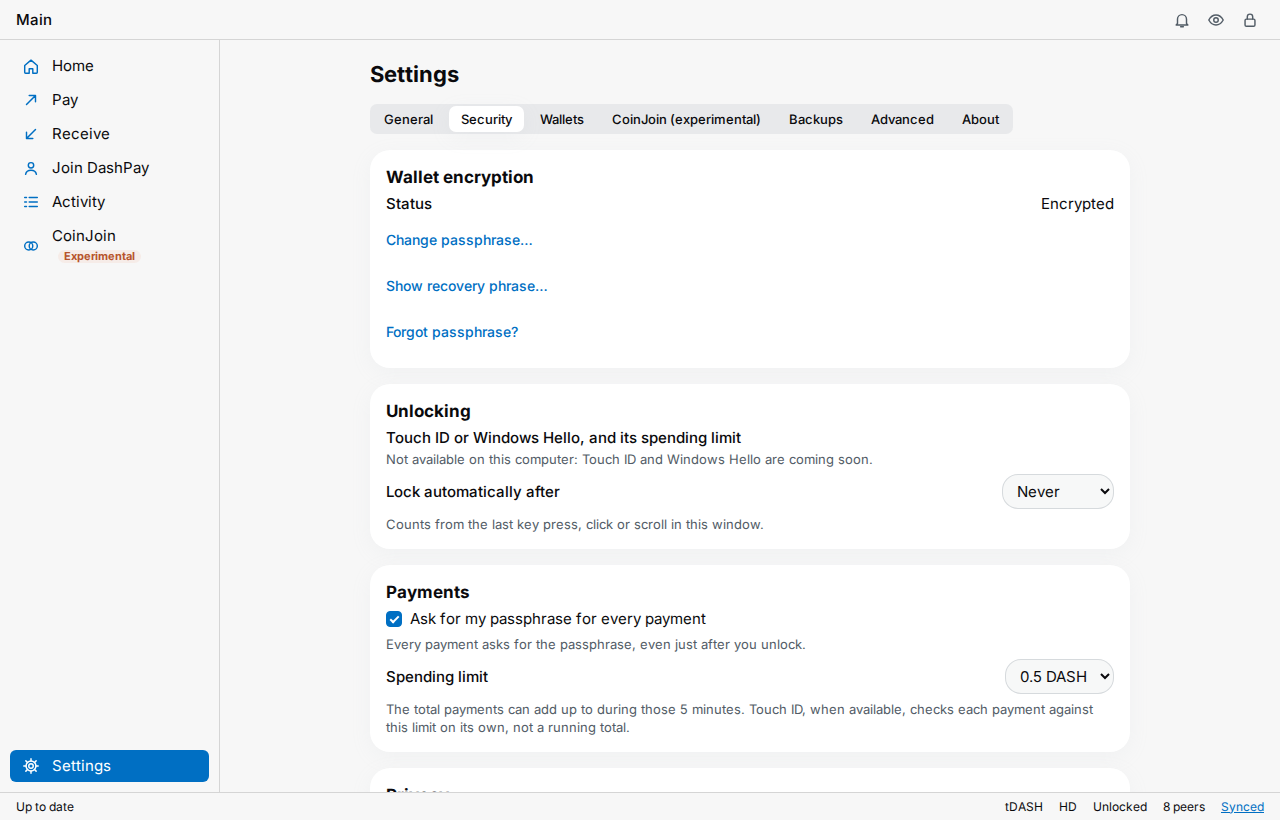 Main
Home
Pay
Receive
Join DashPay
Activity
CoinJoin
Experimental
Settings
Settings
General Security Wallets CoinJoin (experimental) Backups Advanced About
Wallet encryption
Status Encrypted
Change passphrase...
Show recovery phrase...
Forgot passphrase?
Unlocking
Touch ID or Windows Hello, and its spending limit
Not available on this computer: Touch ID and Windows Hello are coming soon.
Lock automatically after Never
Counts from the last key press, click or scroll in this window.
Payments
Ask for my passphrase for every payment
Every payment asks for the passphrase, even just after you unlock.
Spending limit 0.5 DASH
The total payments can add up to during those 5 minutes. Touch ID, when available, checks each payment against
this limit on its own, not a running total.
Up to date tDASH HD Unlocked 8 peers Synced